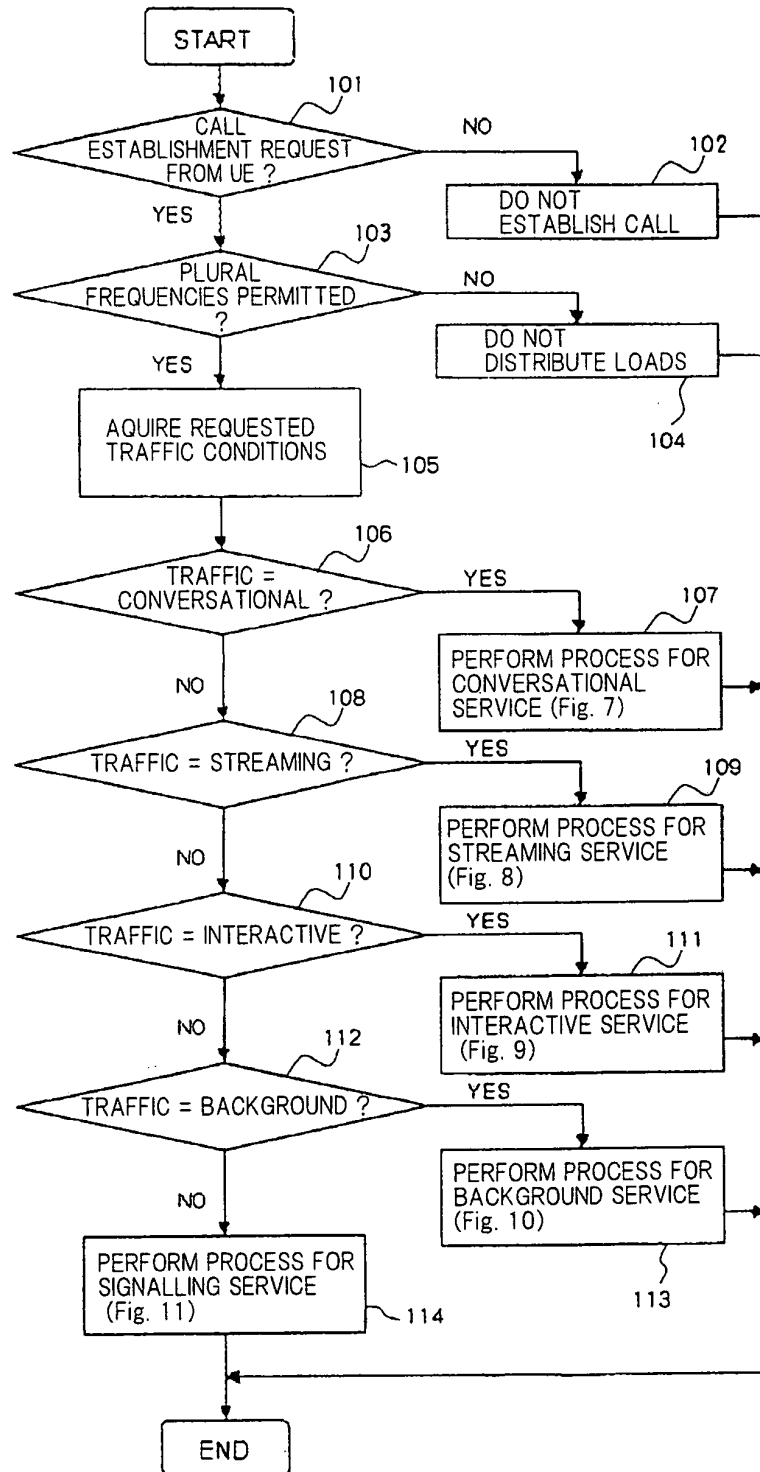 START
101
CALL
ESTABLISHMENT REQUEST
FROM UE ?
NO
102
DO NOT
ESTABLISH CALL
YES
103
PLURAL
FREQUENCIES PERMITTED
?
NO
DO NOT
DISTRIBUTE LOADS
104
YES
AQUIRE REQUESTED
TRAFFIC CONDITIONS
105
106
TRAFFIC =
CONVERSATIONAL ?
YES
107
PERFORM PROCESS FOR
CONVERSATIONAL
SERVICE (Fig. 7)
NO
108
TRAFFIC = STREAMING ?
YES
109
PERFORM PROCESS FOR
STREAMING SERVICE
(Fig. 8)
NO
110
TRAFFIC = INTERACTIVE ?
YES
111
PERFORM PROCESS FOR
INTERACTIVE SERVICE
(Fig. 9)
NO
112
TRAFFIC = BACKGROUND ?
YES
PERFORM PROCESS FOR
BACKGROUND SERVICE
(Fig. 10)
113
NO
PERFORM PROCESS FOR
SIGNALLING SERVICE
(Fig. 11)
114
END